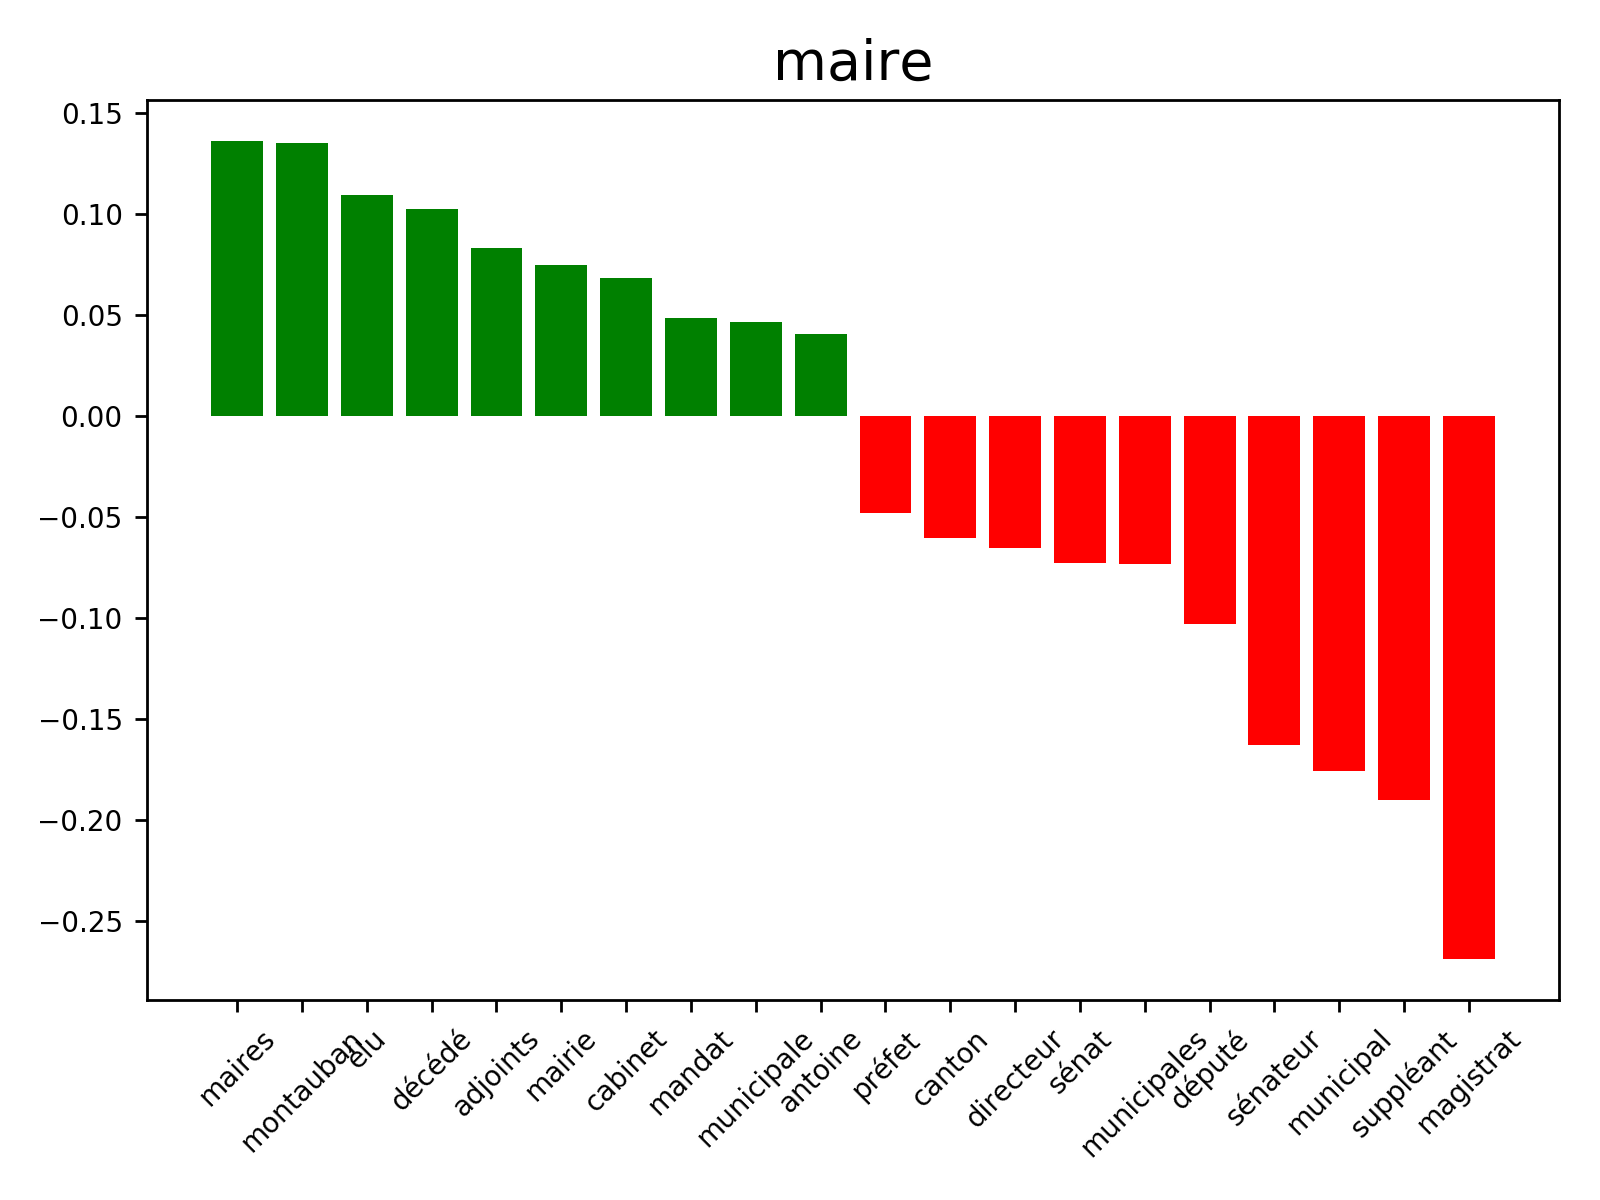 maire
0.15
0.10
0.05
0.00
−0.05
−0.10
−0.15
−0.20
−0.25
maires
montauban
élu
décédé
adjoints
mairie
cabinet
mandat
municipale
antoine
préfet
canton
directeur
sénat
municipales
député
sénateur
municipal
suppléant
magistrat